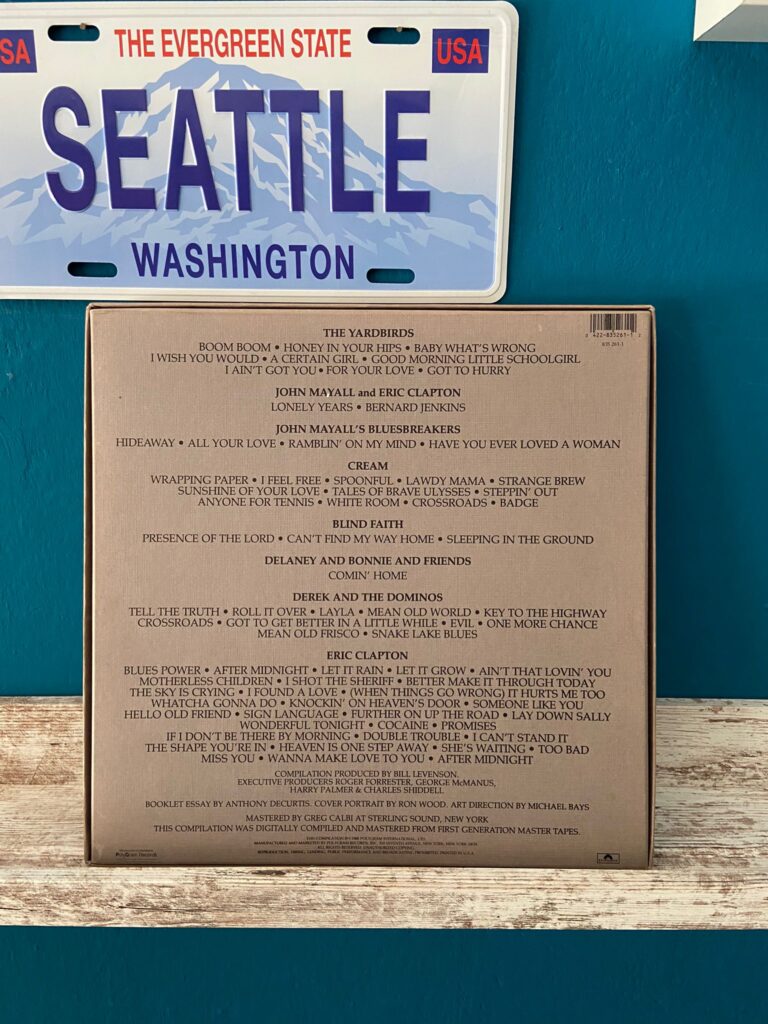 SA
THE EVERGREEN STATE
USA
SEATTLE
WASHINGTON
0 422-835261-1 2
835 261-1
THE YARDBIRDS
BOOM BOOM • HONEY IN YOUR HIPS • BABY WHAT'S WRONG
I WISH YOU WOULD • A CERTAIN GIRL • GOOD MORNING LITTLE SCHOOLGIRL
I AIN'T GOT YOU • FOR YOUR LOVE • GOT TO HURRY
JOHN MAYALL and ERIC CLAPTON
LONELY YEARS • BERNARD JENKINS
JOHN MAYALL'S BLUESBREAKERS
HIDEAWAY • ALL YOUR LOVE • RAMBLIN' ON MY MIND • HAVE YOU EVER LOVED A WOMAN
CREAM
WRAPPING PAPER • I FEEL FREE • SPOONFUL • LAWDY MAMA • STRANGE BREW
SUNSHINE OF YOUR LOVE • TALES OF BRAVE ULYSSES • STEPPIN' OUT
ANYONE FOR TENNIS • WHITE ROOM • CROSSROADS • BADGE
BLIND FAITH
PRESENCE OF THE LORD • CAN'T FIND MY WAY HOME • SLEEPING IN THE GROUND
DELANEY AND BONNIE AND FRIENDS
COMIN' HOME
DEREK AND THE DOMINOS
TELL THE TRUTH • ROLL IT OVER • LAYLA • MEAN OLD WORLD • KEY TO THE HIGHWAY
CROSSROADS • GOT TO GET BETTER IN A LITTLE WHILE • EVIL • ONE MORE CHANCE
MEAN OLD FRISCO • SNAKE LAKE BLUES
ERIC CLAPTON
BLUES POWER • AFTER MIDNIGHT • LET IT RAIN • LET IT GROW • AIN'T THAT LOVIN' YOU
MOTHERLESS CHILDREN • I SHOT THE SHERIFF • BETTER MAKE IT THROUGH TODAY
THE SKY IS CRYING • I FOUND A LOVE • (WHEN THINGS GO WRONG) IT HURTS ME TOO
WHATCHA GONNA DO • KNOCKIN' ON HEAVEN'S DOOR • SOMEONE LIKE YOU
HELLO OLD FRIEND • SIGN LANGUAGE • FURTHER ON UP THE ROAD • LAY DOWN SALLY
WONDERFUL TONIGHT • COCAINE • PROMISES
IF I DON'T BE THERE BY MORNING • DOUBLE TROUBLE • I CAN'T STAND IT
THE SHAPE YOU'RE IN • HEAVEN IS ONE STEP AWAY • SHE'S WAITING • TOO BAD
MISS YOU • WANNA MAKE LOVE TO YOU • AFTER MIDNIGHT
COMPILATION PRODUCED BY BILL LEVENSON.
EXECUTIVE PRODUCERS ROGER FORRESTER, GEORGE McMANUS,
HARRY PALMER & CHARLES SHIDDELL
BOOKLET ESSAY BY ANTHONY DECURTIS. COVER PORTRAIT BY RON WOOD. ART DIRECTION BY MICHAEL BAYS
MASTERED BY GREG CALBI AT STERLING SOUND, NEW YORK
THIS COMPILATION WAS DIGITALLY COMPILED AND MASTERED FROM FIRST GENERATION MASTER TAPES.
PolyGram Records